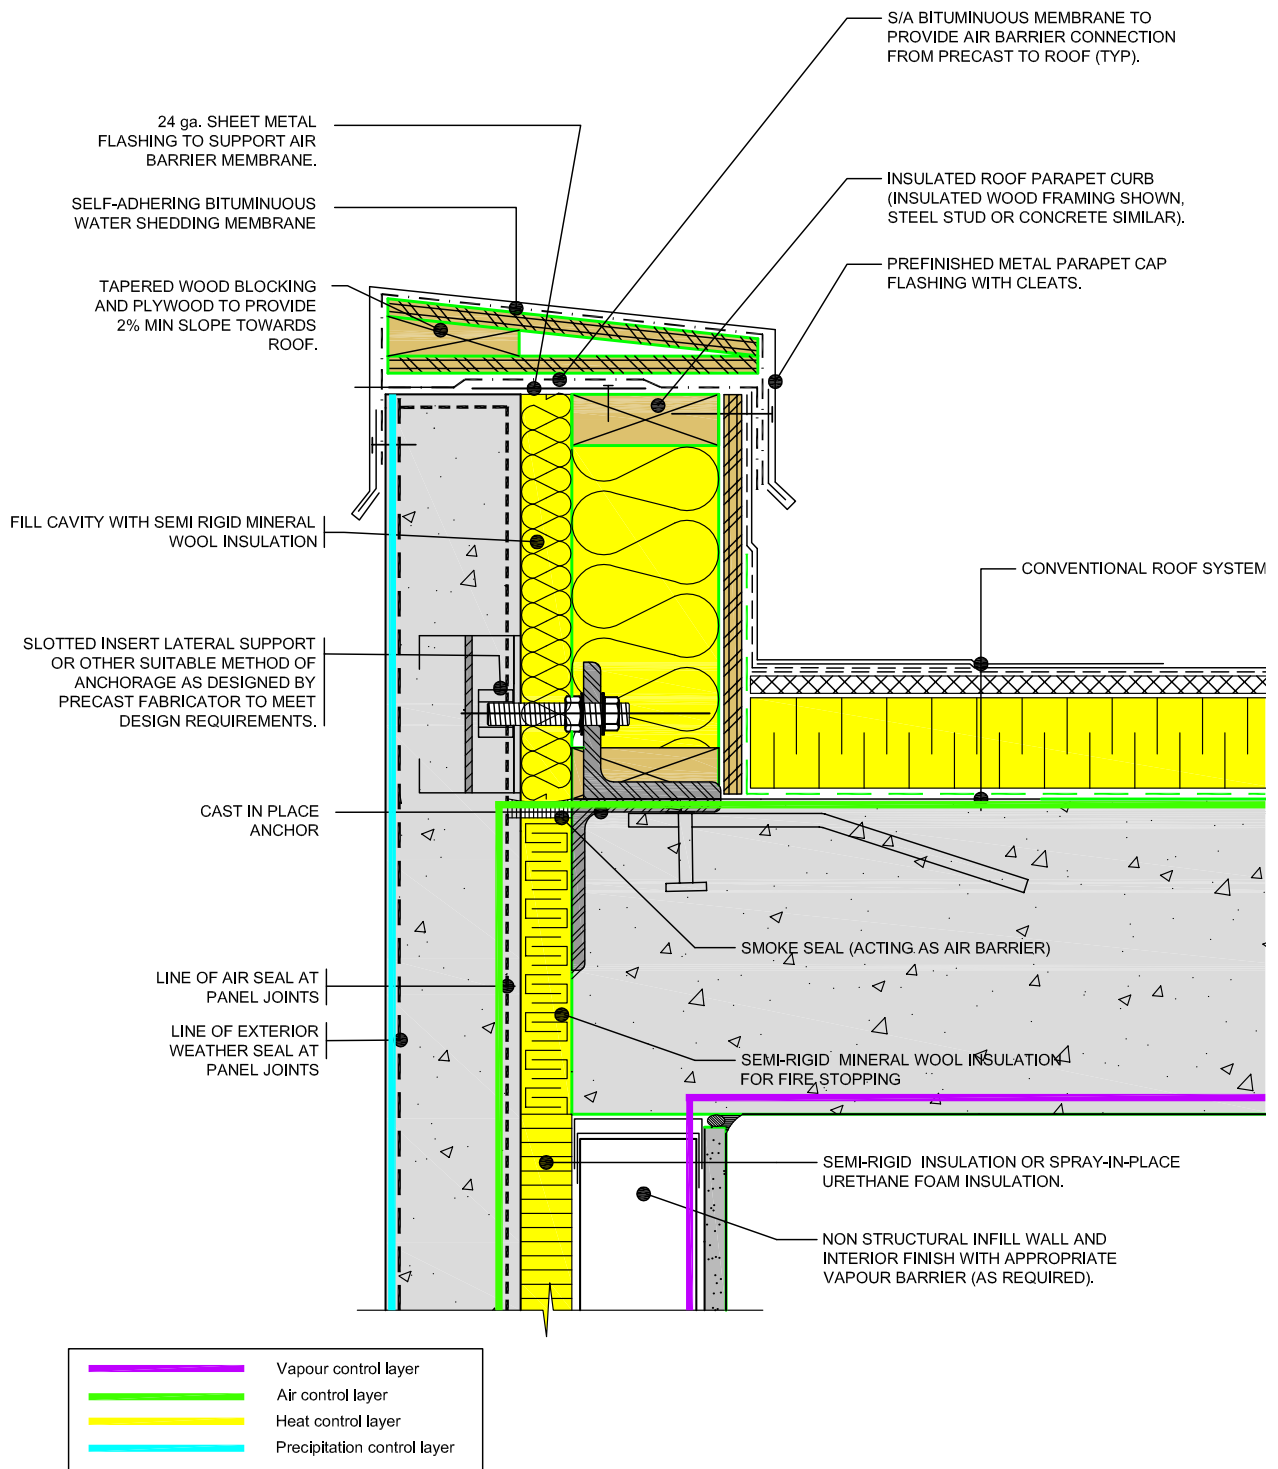 S/A BITUMINUOUS MEMBRANE TO
PROVIDE AIR BARRIER CONNECTION
FROM PRECAST TO ROOF (TYP).
24 ga. SHEET METAL
FLASHING TO SUPPORT AIR
BARRIER MEMBRANE.
INSULATED ROOF PARAPET CURB
(INSULATED WOOD FRAMING SHOWN,
STEEL STUD OR CONCRETE SIMILAR).
SELF-ADHERING BITUMINUOUS
WATER SHEDDING MEMBRANE
PREFINISHED METAL PARAPET CAP
FLASHING WITH CLEATS.
TAPERED WOOD BLOCKING
AND PLYWOOD TO PROVIDE
2% MIN SLOPE TOWARDS
ROOF.
FILL CAVITY WITH SEMI RIGID MINERAL
WOOL INSULATION
CONVENTIONAL ROOF SYSTEM
SLOTTED INSERT LATERAL SUPPORT
OR OTHER SUITABLE METHOD OF
ANCHORAGE AS DESIGNED BY
PRECAST FABRICATOR TO MEET
DESIGN REQUIREMENTS.
CAST IN PLACE
ANCHOR
SMOKE SEAL (ACTING AS AIR BARRIER)
LINE OF AIR SEAL AT
PANEL JOINTS
LINE OF EXTERIOR
WEATHER SEAL AT
PANEL JOINTS
SEMI-RIGID MINERAL WOOL INSULATION
FOR FIRE STOPPING
SEMI-RIGID INSULATION OR SPRAY-IN-PLACE
URETHANE FOAM INSULATION.
NON STRUCTURAL INFILL WALL AND
INTERIOR FINISH WITH APPROPRIATE
VAPOUR BARRIER (AS REQUIRED).
Vapour control layer
Air control layer
Heat control layer
Precipitation control layer